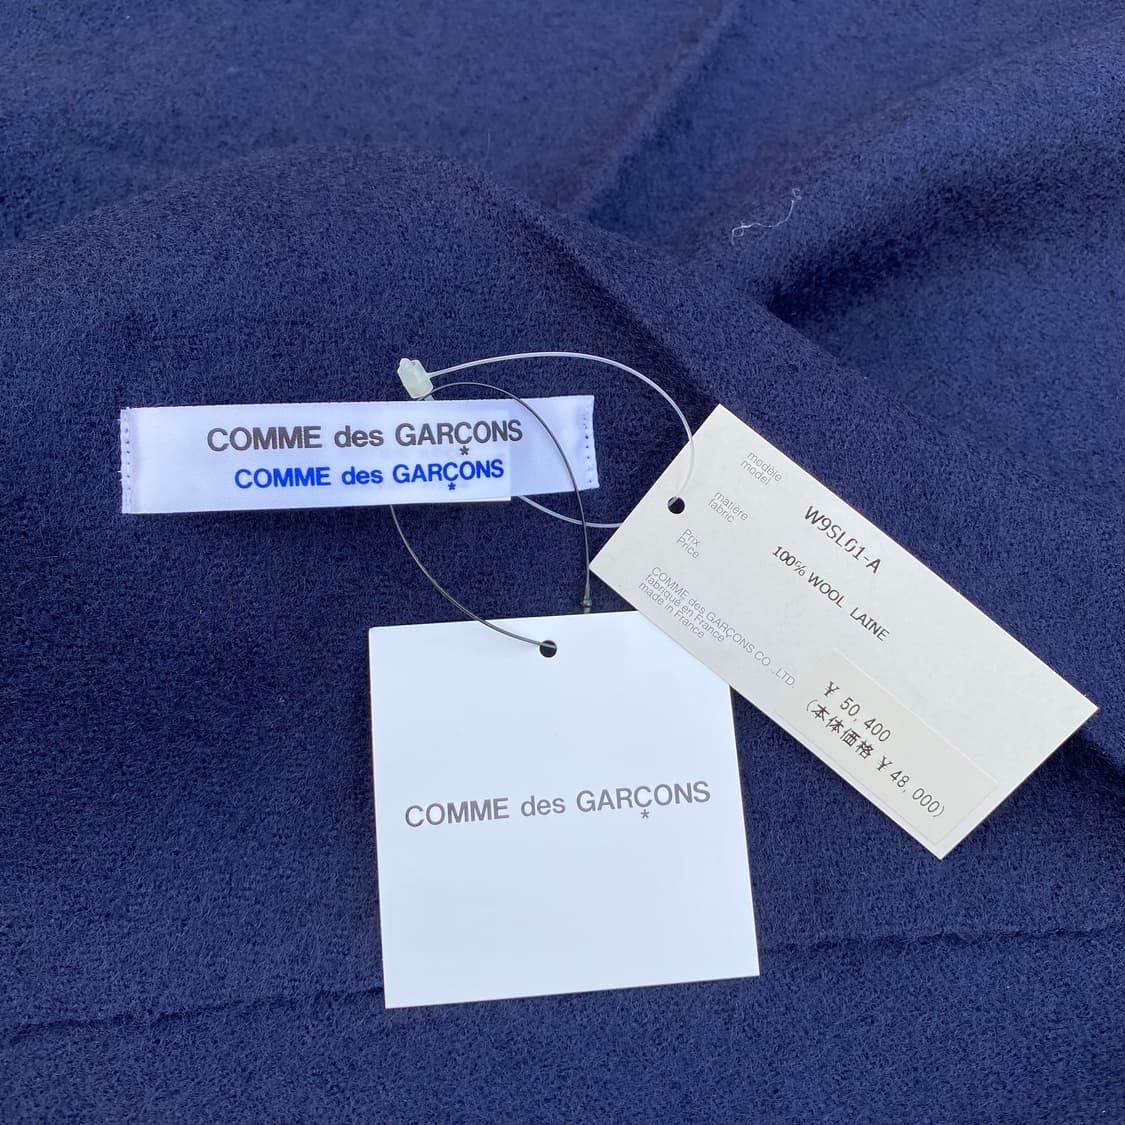 COMME des GARÇONS
*
COMME des GARÇONS
*
modèle
model
W9SL01-A
matière
fabric
100% WOOL LAINE
Prix
Price
¥ 50,400
(本体価格 ¥48,000)
COMME des GARÇONS CO.,LTD.
fabriqué en France
made in France
COMME des GARÇONS
*